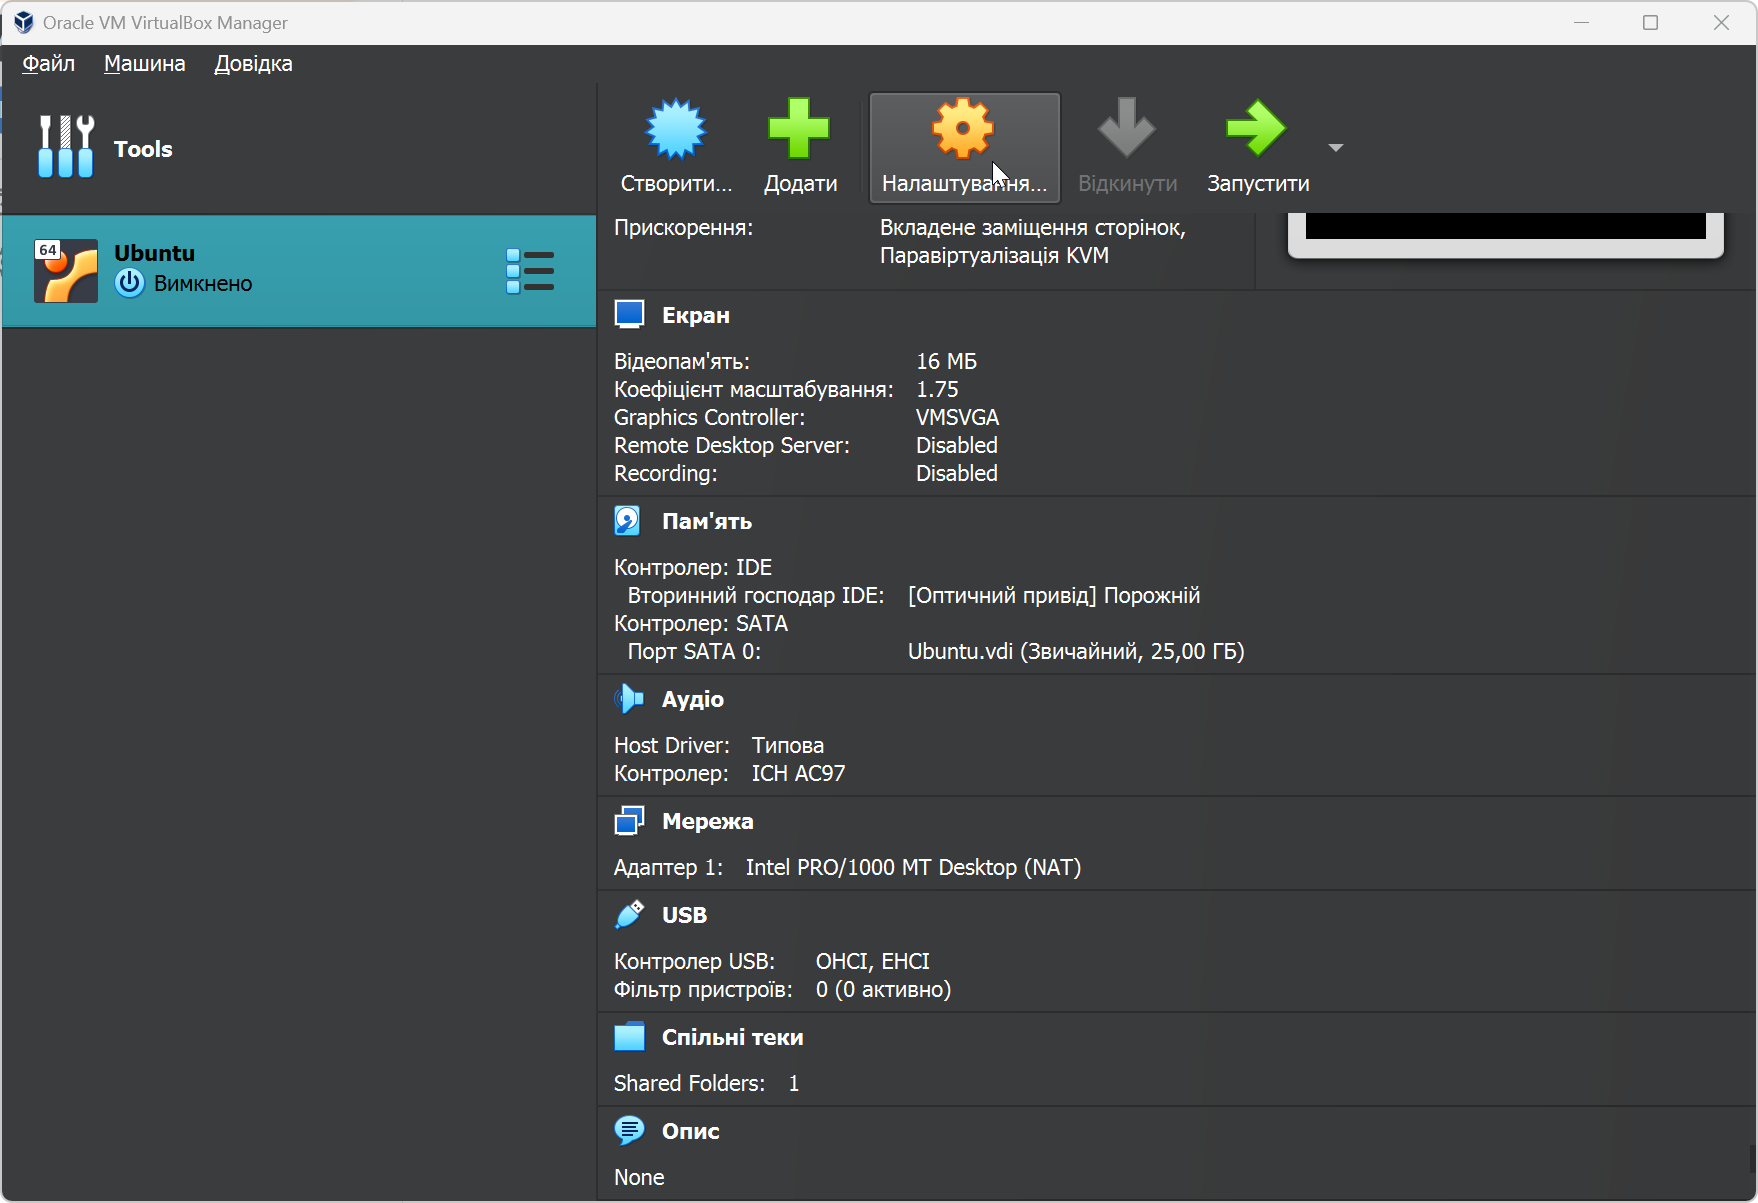 Oracle VM VirtualBox Manager
Файл Машина Довідка
Tools
Створити... Додати Налаштування... Відкинути Запустити
64
Ubuntu
Вимкнено
Прискорення: Вкладене заміщення сторінок,
Паравіртуалізація KVM
Екран
Відеопам'ять: 16 МБ
Коефіцієнт масштабування: 1.75
Graphics Controller: VMSVGA
Remote Desktop Server: Disabled
Recording: Disabled
Пам'ять
Контролер: IDE
Вторинний господар IDE: [Оптичний привід] Порожній
Контролер: SATA
Порт SATA 0: Ubuntu.vdi (Звичайний, 25,00 ГБ)
Аудіо
Host Driver: Типова
Контролер: ICH AC97
Мережа
Адаптер 1: Intel PRO/1000 MT Desktop (NAT)
USB
Контролер USB: OHCI, EHCI
Фільтр пристроїв: 0 (0 активно)
Спільні теки
Shared Folders: 1
Опис
None